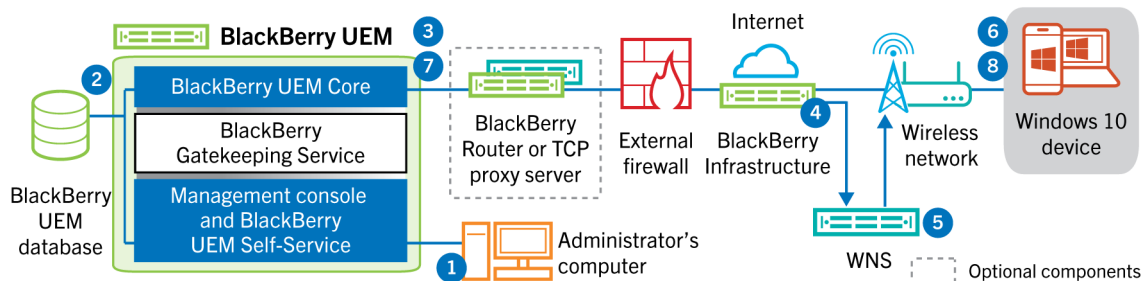 BlackBerry UEM
3
2
7
BlackBerry UEM Core
BlackBerry
Gatekeeping Service
Management console
and BlackBerry
UEM Self-Service
BlackBerry
UEM
database
1
Administrator's
computer
BlackBerry
Router or TCP
proxy server
External
firewall
Internet
4
BlackBerry
Infrastructure
5
WNS
Wireless
network
6
8
Windows 10
device
Optional components